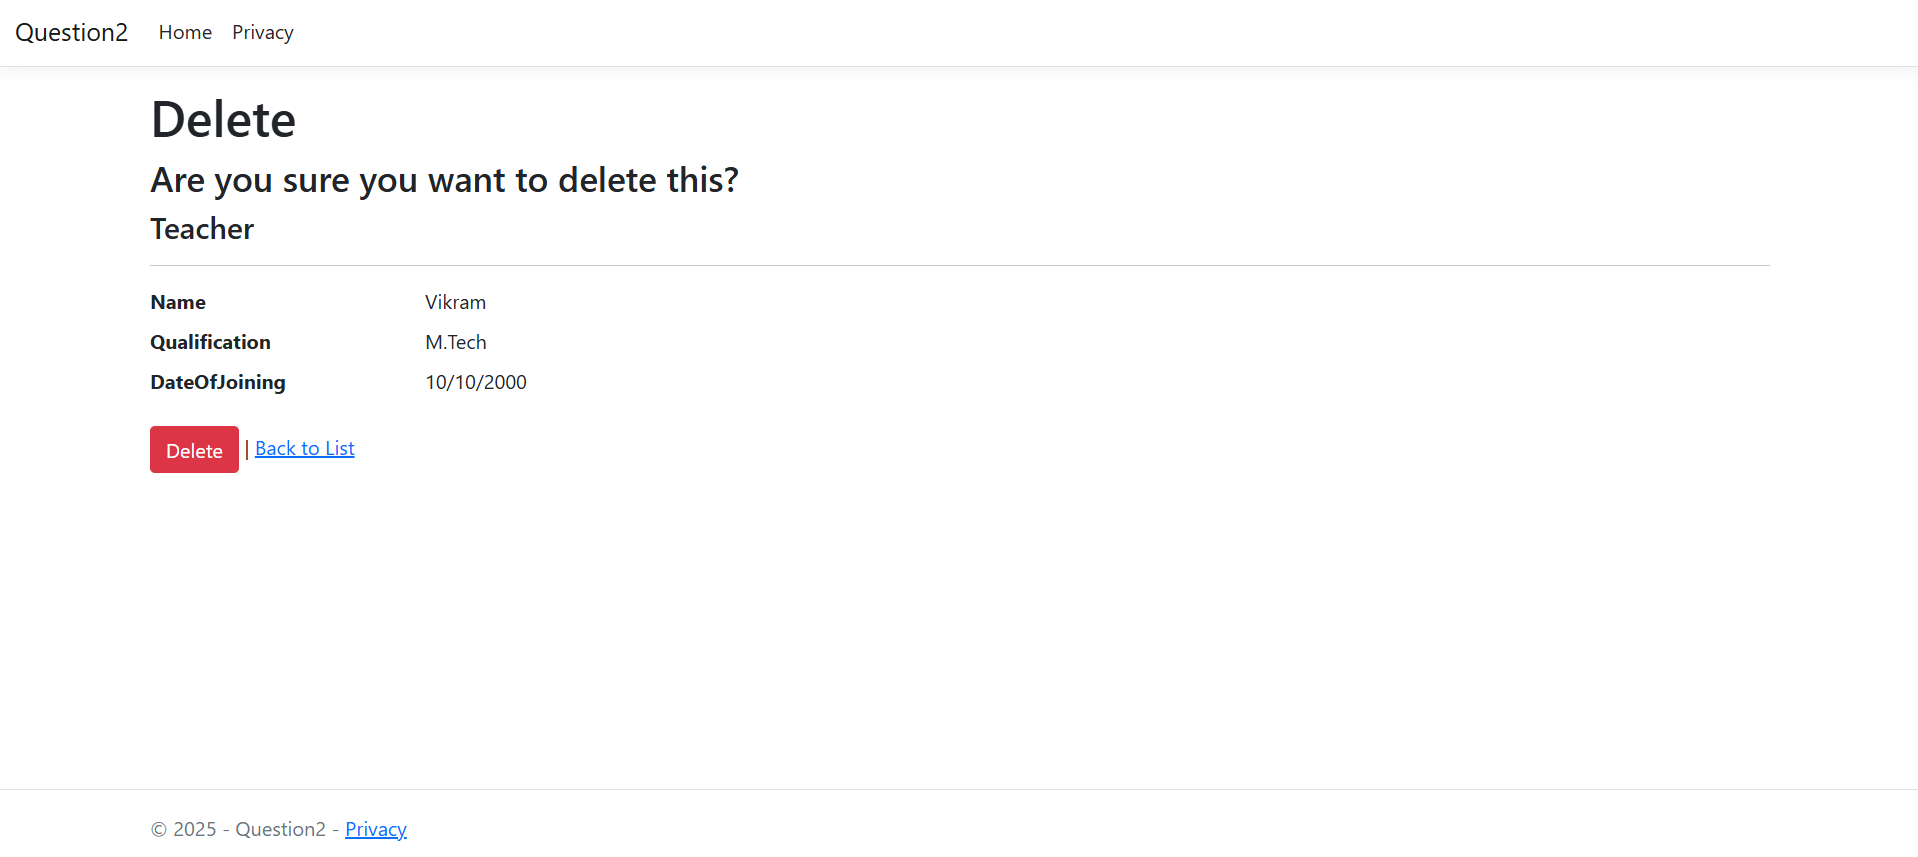 Question2 Home Privacy
Delete
Are you sure you want to delete this?
Teacher
Name Vikram
Qualification M.Tech
DateOfJoining 10/10/2000
Delete | Back to List
© 2025 - Question2 - Privacy